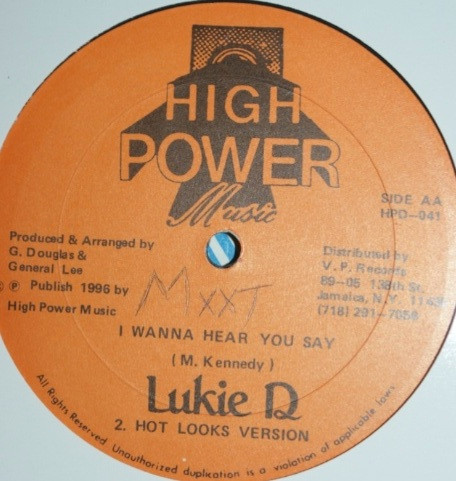 HIGH
POWER
Music
SIDE AA
HPD-041
Produced & Arranged by
G. Douglas &
General Lee
© ℗ Publish 1996 by
High Power Music
Distributed by
V. P. Records
89-05 138th St.
Jamaica, N.Y.
(718) 291-7058
MXXT
I WANNA HEAR YOU SAY
( M. Kennedy )
Lukie D
2. HOT LOOKS VERSION
All Rights Reserved. Unauthorized duplication is a violation of applicable laws